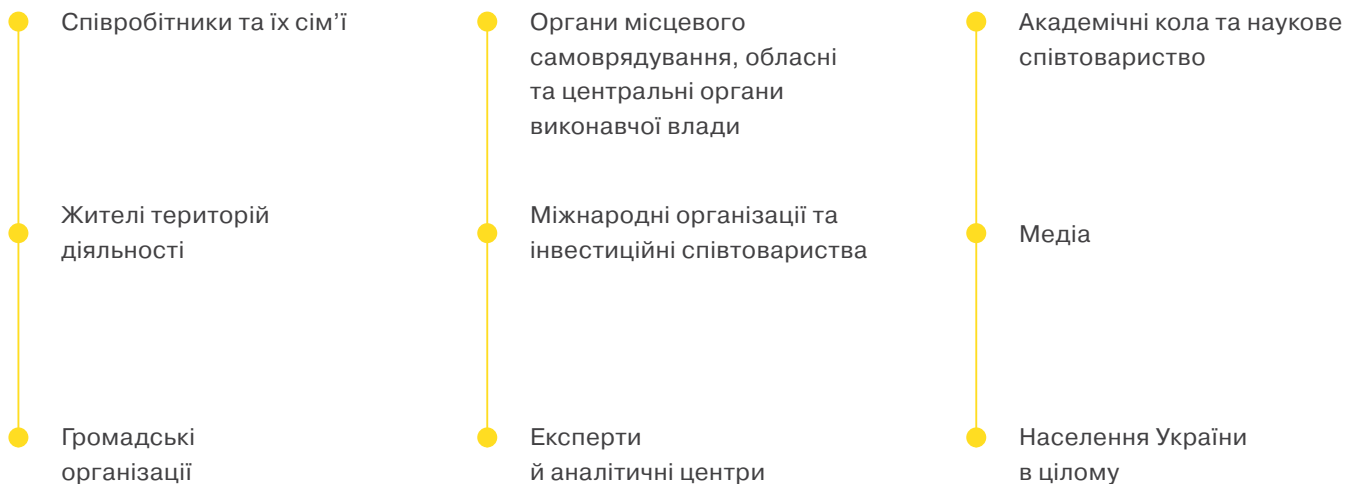 Співробітники та їх сім’ї
Жителі територій
діяльності
Громадські
організації
Органи місцевого
самоврядування, обласні
та центральні органи
виконавчої влади
Міжнародні організації та
інвестиційні співтовариства
Експерти
й аналітичні центри
Академічні кола та наукове
співтовариство
Медіа
Населення України
в цілому